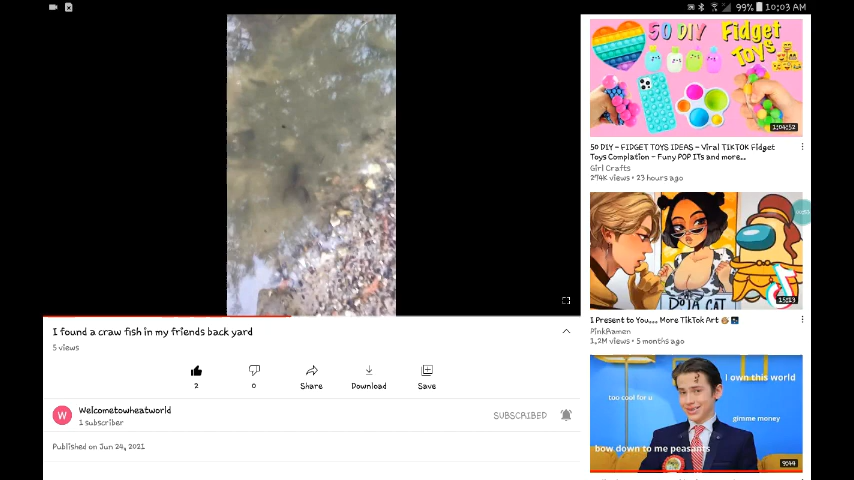 99% 10:03 AM
I found a craw fish in my friends back yard
5 views
2
0
Share
Download
Save
W
Welcometowheatworld
1 subscriber
SUBSCRIBED
Published on Jun 24, 2021
50 DIY
Fidget
Toys
1:04:52
50 DIY - FIDGET TOYS IDEAS - Viral TIKTOK Fidget
Toys Complation - Funy POP ITs and more..
Girl Crafts
274K views • 23 hours ago
DOJA CAT
15:13
I Present to You... More TikTok Art
PinkRamen
1.2M views • 5 months ago
I own this world
too cool for u
gimme money
bow down to me peasants
9:44